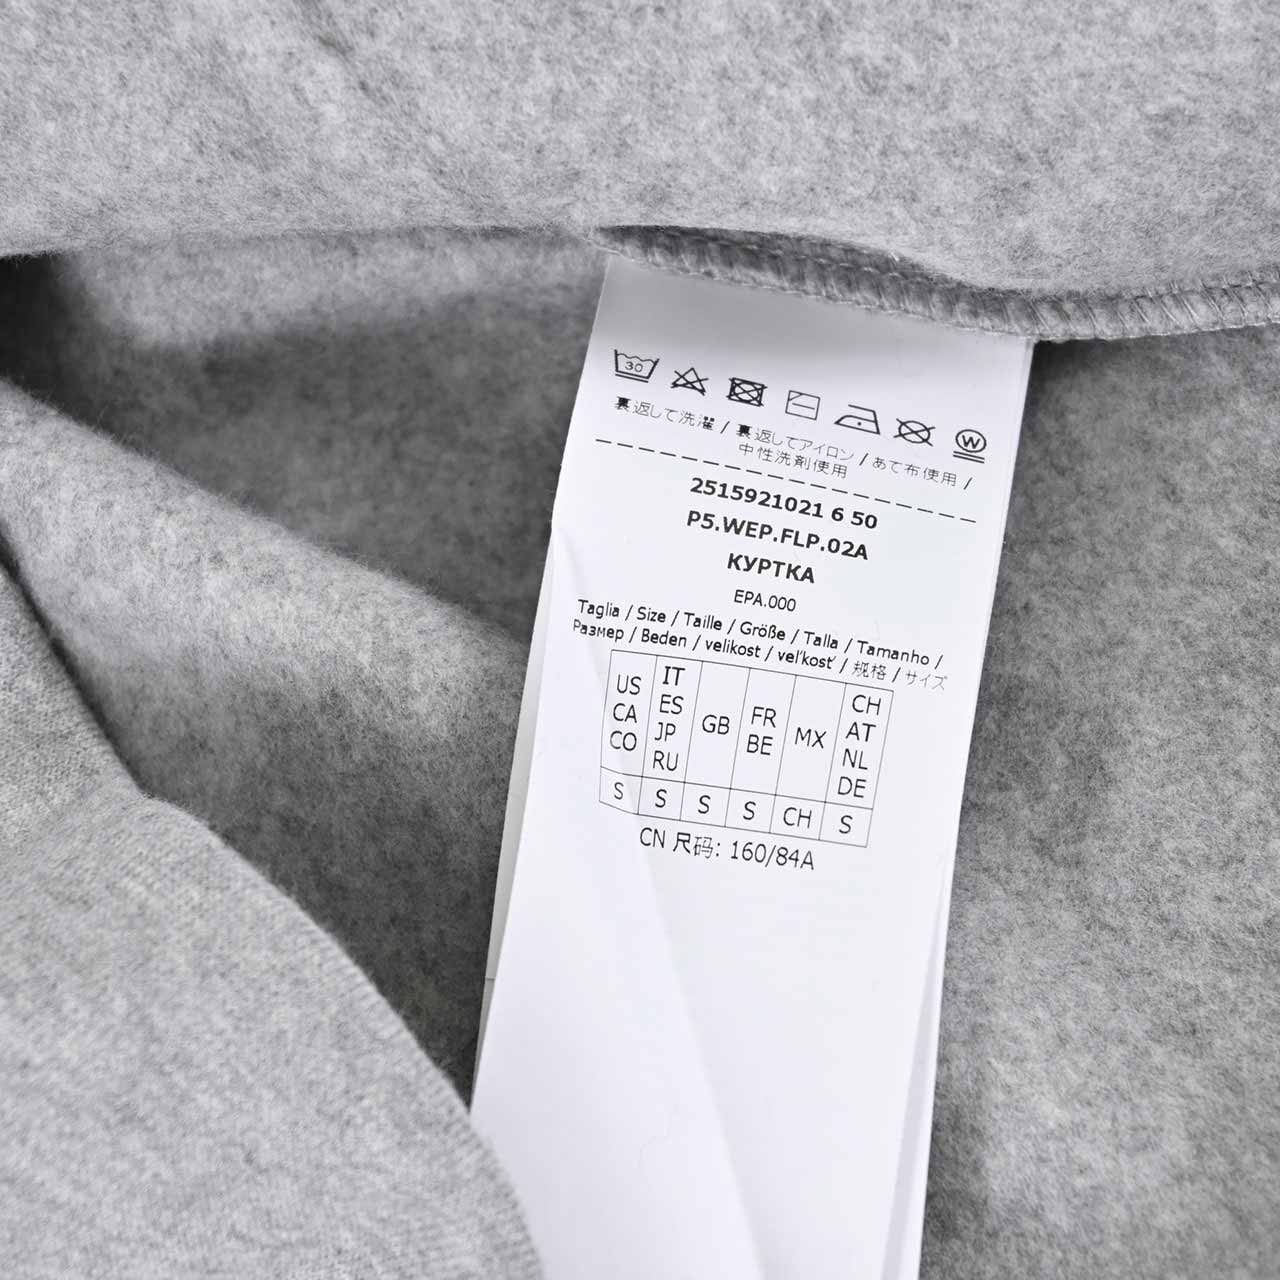 30
W
裏返して洗濯 / 裏返してアイロン / あて布使用 /
中性洗剤使用
2515921021 6 50
P5.WEP.FLP.02A
КУРТКА
EPA.000
Taglia / Size / Taille / Größe / Talla / Tamanho /
Размер / Beden / velikost / veľkosť / 规格 / サイズ
US CA CO
IT ES JP RU
GB
FR BE
MX
CH AT NL DE
S S S S CH S
CN 尺码: 160/84A